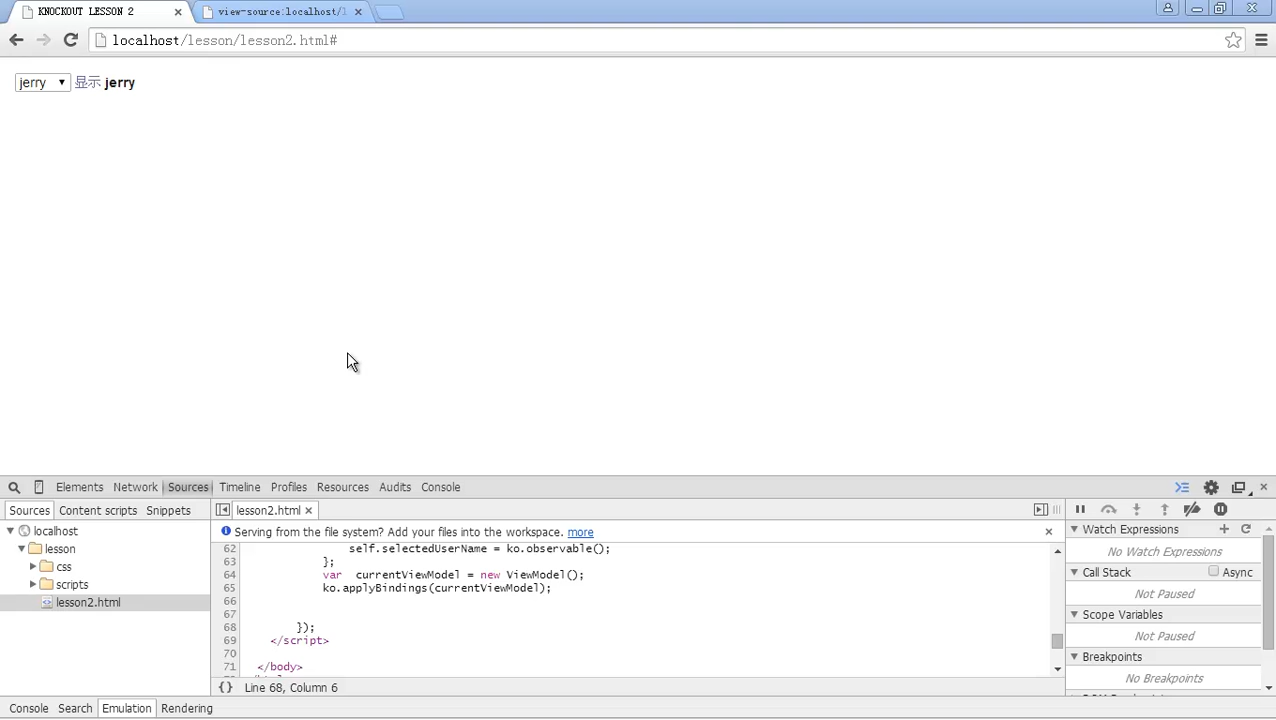 KNOCKOUT LESSON 2
view-source:localhost/l
localhost/lesson/lesson2.html#
jerry 显示 jerry
Elements Network Sources Timeline Profiles Resources Audits Console
Sources Content scripts Snippets
lesson2.html
localhost
lesson
css
scripts
lesson2.html
Serving from the file system? Add your files into the workspace. more
62 self.selectedUserName = ko.observable();
63 };
64 var currentViewModel = new ViewModel();
65 ko.applyBindings(currentViewModel);
66
67
68 });
69 </script>
70
71 </body>
{} Line 68, Column 6
Watch Expressions
No Watch Expressions
Call Stack Async
Not Paused
Scope Variables
Not Paused
Breakpoints
No Breakpoints
Console Search Emulation Rendering